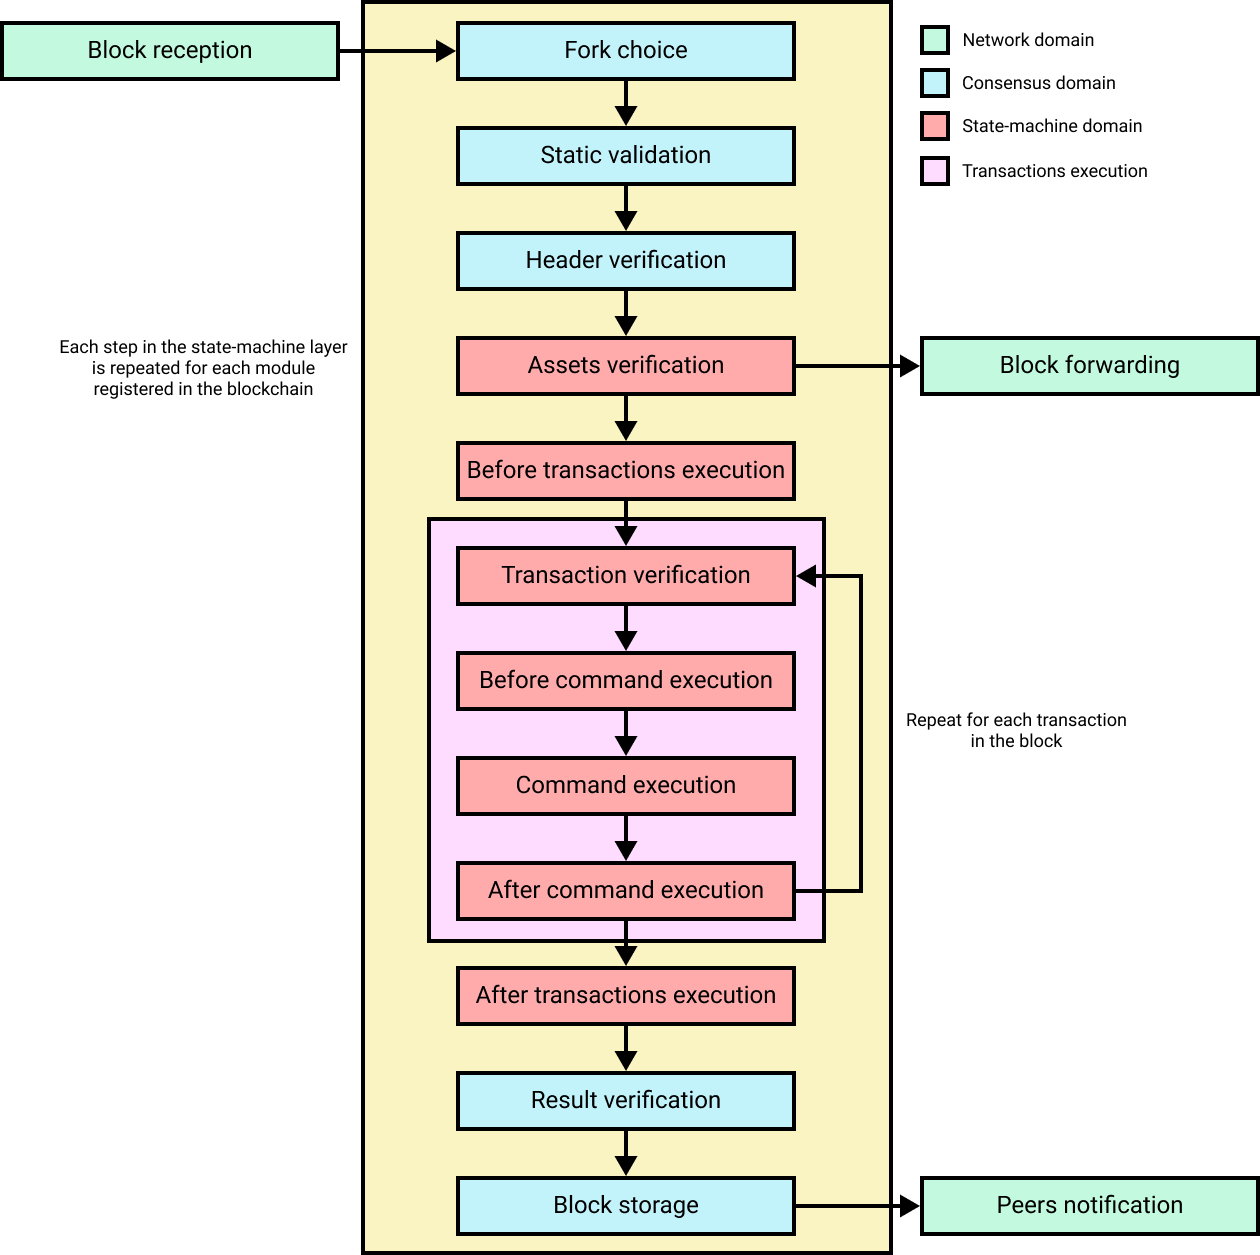 Block reception
Fork choice
Network domain
Consensus domain
State-machine domain
Transactions execution
Static validation
Header verification
Each step in the state-machine layer
is repeated for each module
registered in the blockchain
Assets verification
Block forwarding
Before transactions execution
Transaction verification
Before command execution
Repeat for each transaction
in the block
Command execution
After command execution
After transactions execution
Result verification
Block storage
Peers notification